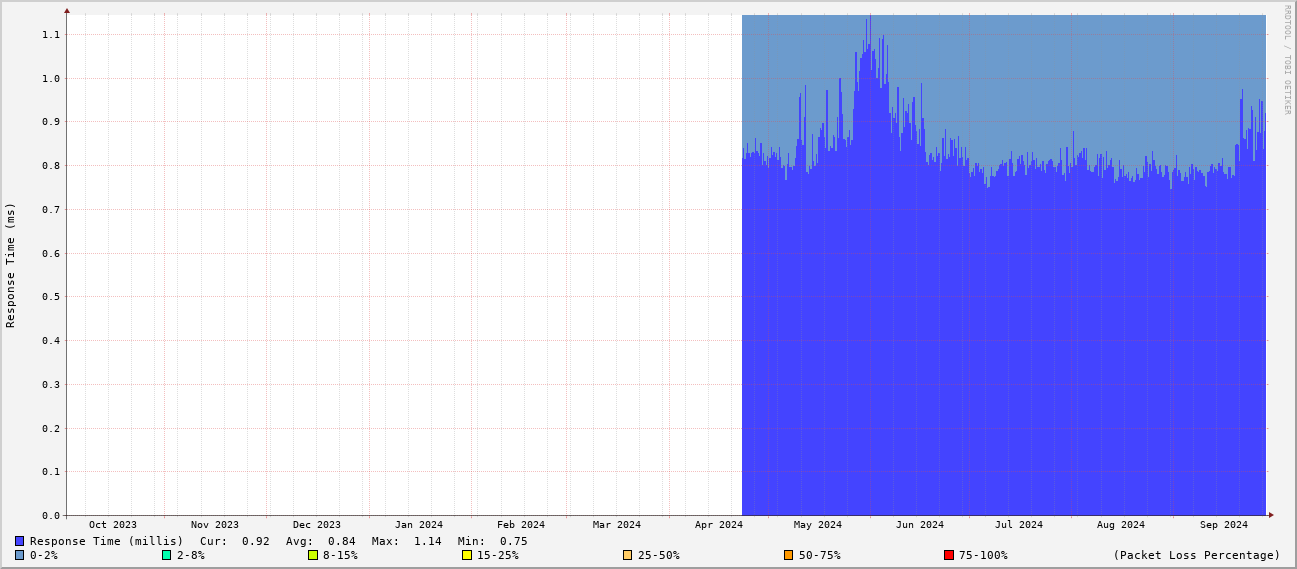 RRDTOOL / TOBI OETIKER
Response Time (ms)
1.1
1.0
0.9
0.8
0.7
0.6
0.5
0.4
0.3
0.2
0.1
0.0
Oct 2023 Nov 2023 Dec 2023 Jan 2024 Feb 2024 Mar 2024 Apr 2024 May 2024 Jun 2024 Jul 2024 Aug 2024 Sep 2024
Response Time (millis) Cur: 0.92 Avg: 0.84 Max: 1.14 Min: 0.75
0-2% 2-8% 8-15% 15-25% 25-50% 50-75% 75-100% (Packet Loss Percentage)